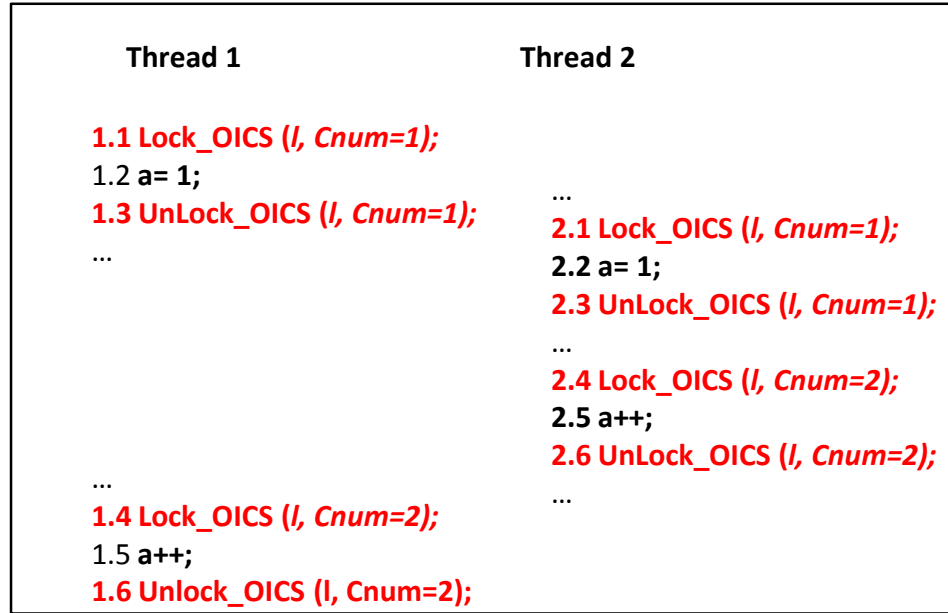 Thread 1
1.1 Lock_OICS (l, Cnum=1);
1.2 a= 1;
1.3 UnLock_OICS (l, Cnum=1);
...
...
1.4 Lock_OICS (l, Cnum=2);
1.5 a++;
1.6 Unlock_OICS (l, Cnum=2);
Thread 2
...
2.1 Lock_OICS (l, Cnum=1);
2.2 a= 1;
2.3 UnLock_OICS (l, Cnum=1);
...
2.4 Lock_OICS (l, Cnum=2);
2.5 a++;
2.6 UnLock_OICS (l, Cnum=2);
...